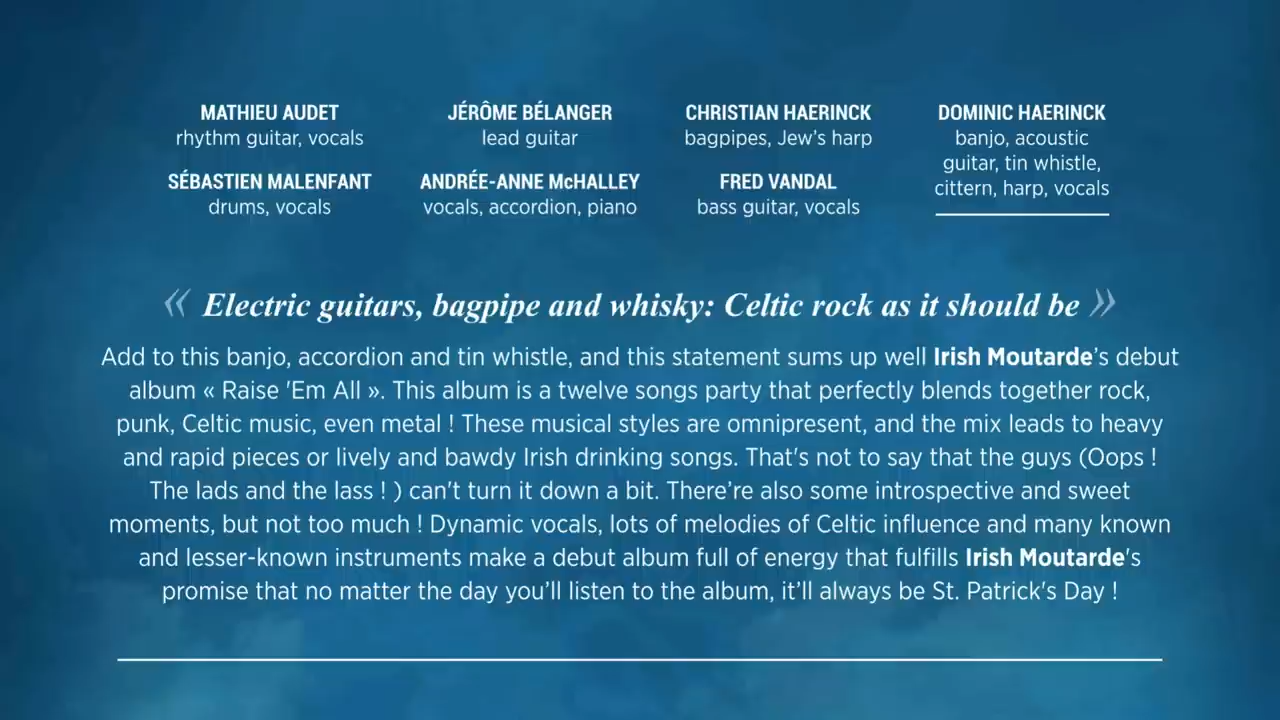 MATHIEU AUDET
rhythm guitar, vocals
JÉRÔME BÉLANGER
lead guitar
CHRISTIAN HAERINCK
bagpipes, Jew's harp
DOMINIC HAERINCK
banjo, acoustic
guitar, tin whistle,
cittern, harp, vocals
SÉBASTIEN MALENFANT
drums, vocals
ANDRÉE-ANNE McHALLEY
vocals, accordion, piano
FRED VANDAL
bass guitar, vocals
« Electric guitars, bagpipe and whisky: Celtic rock as it should be »
Add to this banjo, accordion and tin whistle, and this statement sums up well Irish Moutarde's debut
album « Raise 'Em All ». This album is a twelve songs party that perfectly blends together rock,
punk, Celtic music, even metal ! These musical styles are omnipresent, and the mix leads to heavy
and rapid pieces or lively and bawdy Irish drinking songs. That's not to say that the guys (Oops !
The lads and the lass ! ) can't turn it down a bit. There're also some introspective and sweet
moments, but not too much ! Dynamic vocals, lots of melodies of Celtic influence and many known
and lesser-known instruments make a debut album full of energy that fulfills Irish Moutarde's
promise that no matter the day you'll listen to the album, it'll always be St. Patrick's Day !